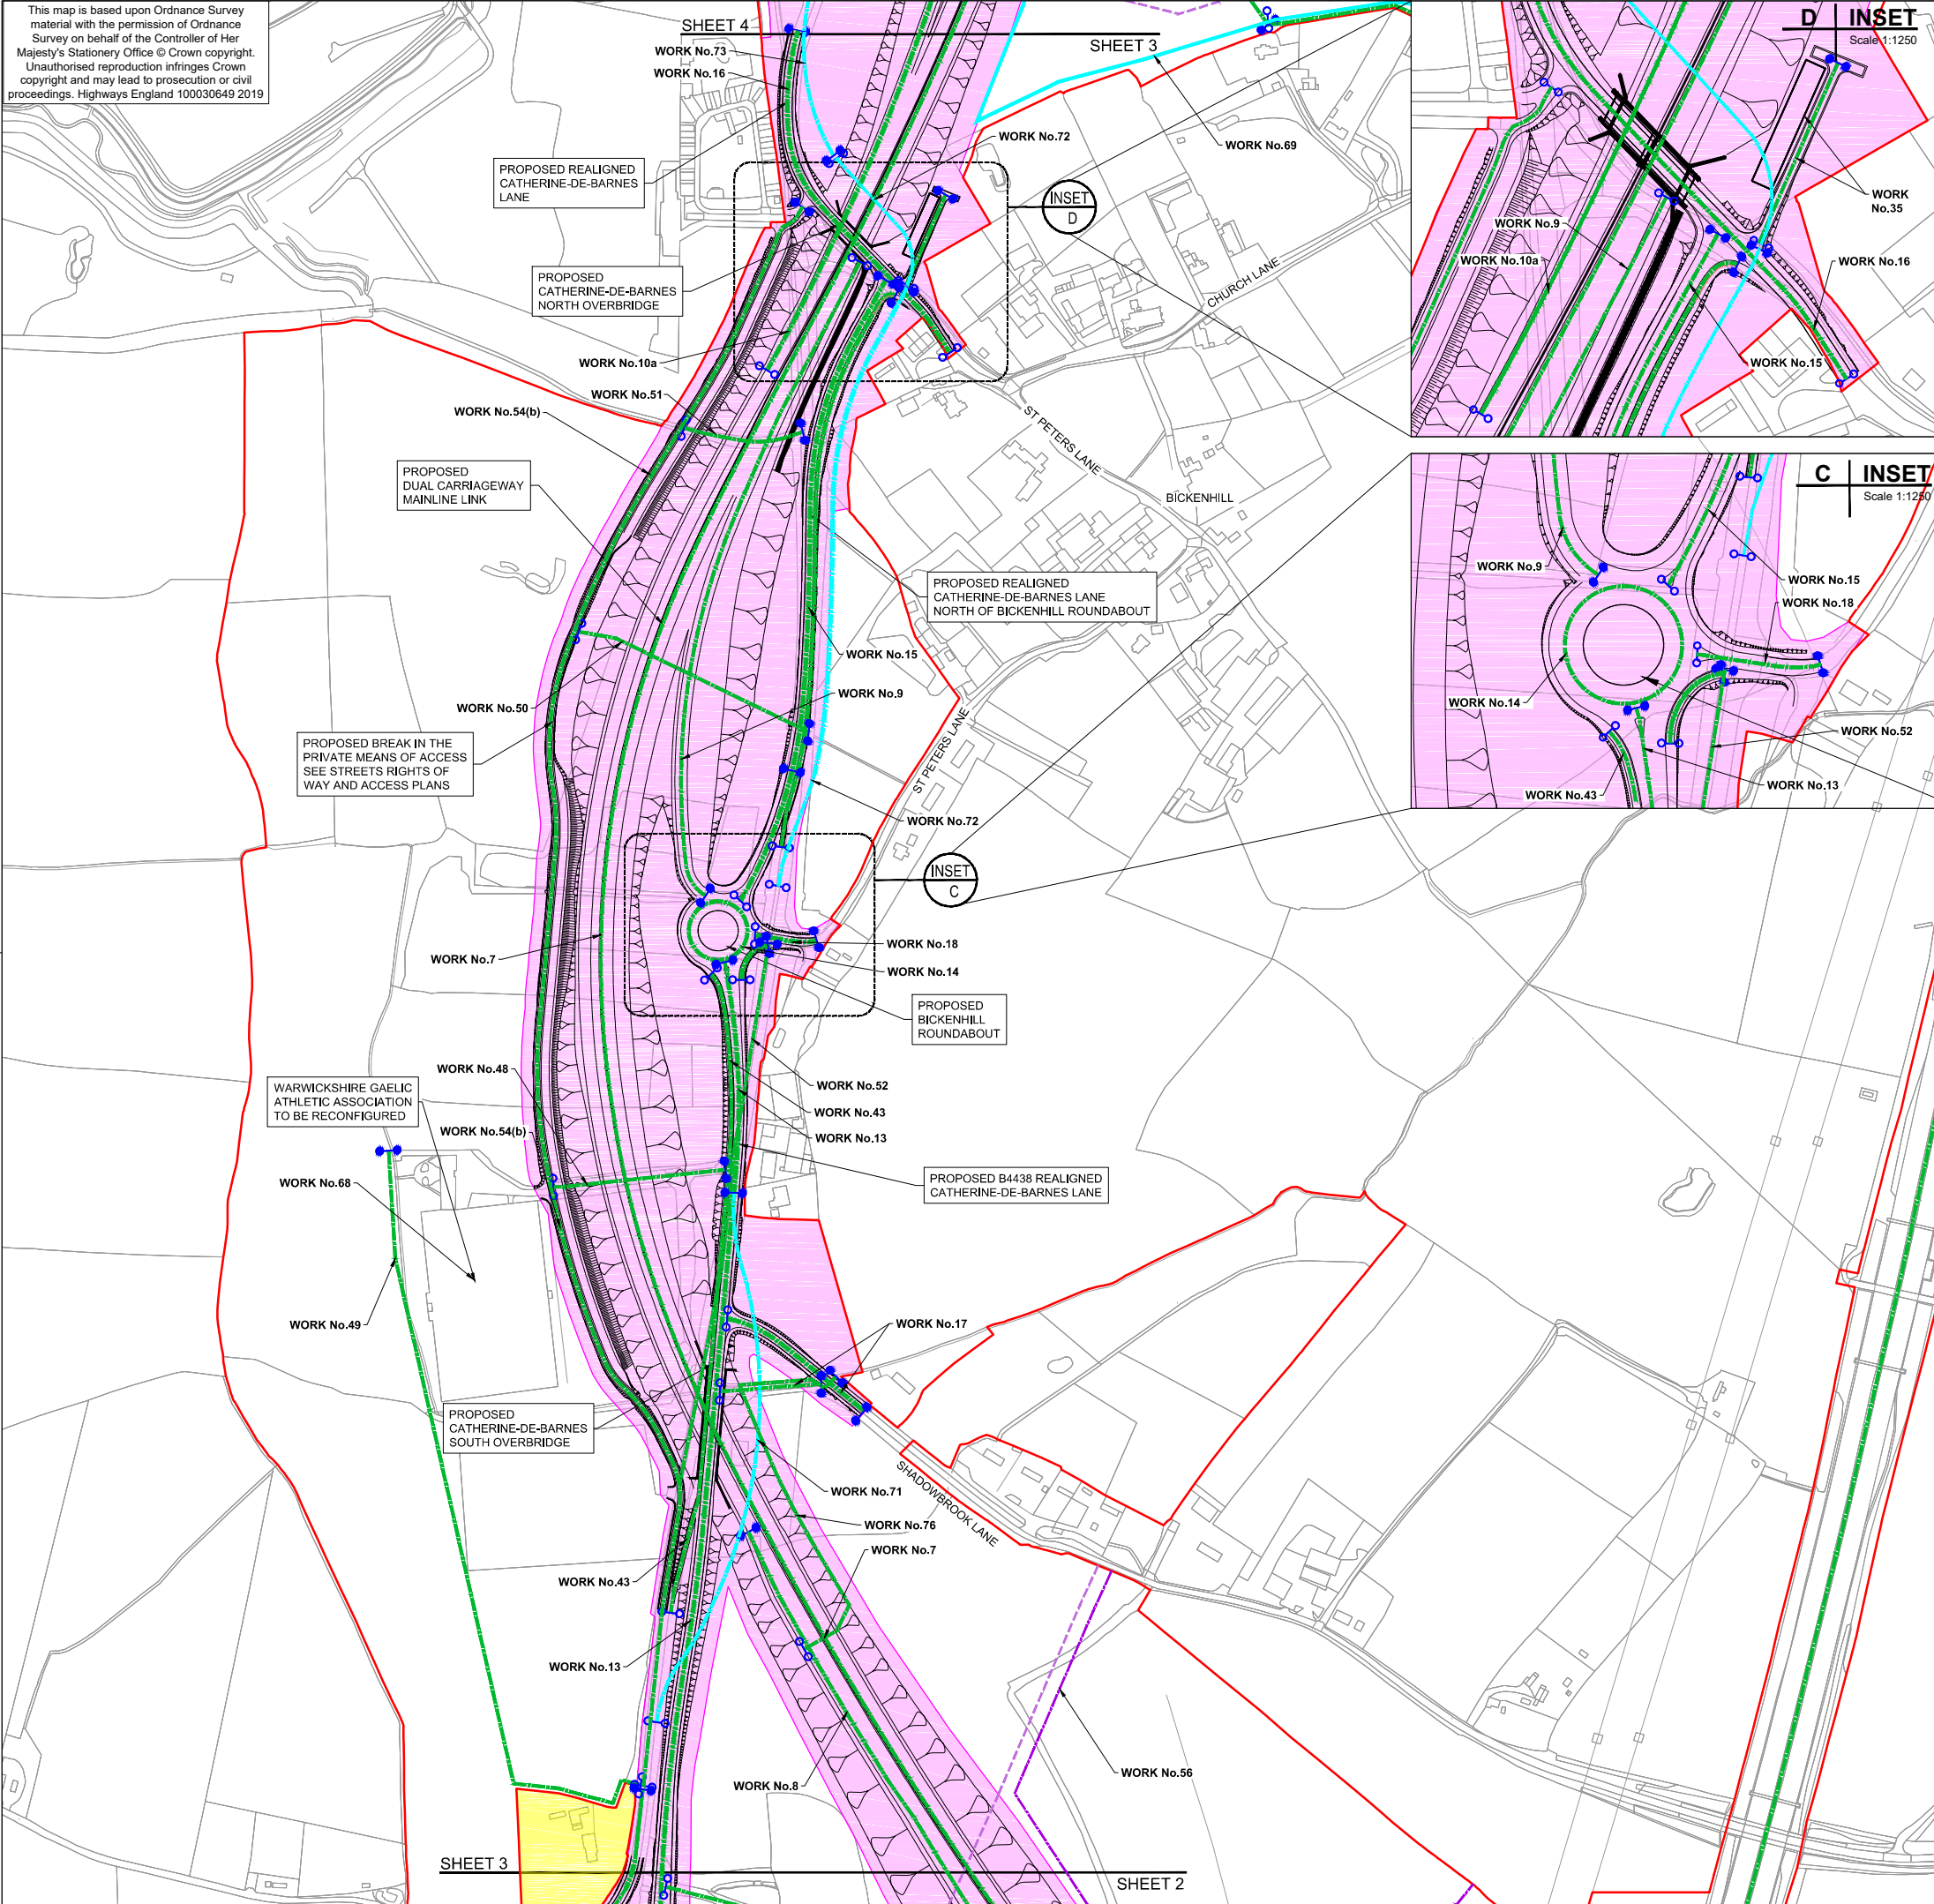 This map is based upon Ordnance Survey
material with the permission of Ordnance
Survey on behalf of the Controller of Her
Majesty's Stationery Office © Crown copyright.
Unauthorised reproduction infringes Crown
copyright and may lead to prosecution or civil
proceedings. Highways England 100030649 2019
SHEET 4
SHEET 3
WORK No.73
WORK No.16
WORK No.72
WORK No.69
PROPOSED REALIGNED
CATHERINE-DE-BARNES
LANE
INSET
D
PROPOSED
CATHERINE-DE-BARNES
NORTH OVERBRIDGE
CHURCH LANE
WORK No.10a
WORK No.51
WORK No.54(b)
ST PETERS LANE
PROPOSED
DUAL CARRIAGEWAY
MAINLINE LINK
BICKENHILL
PROPOSED REALIGNED
CATHERINE-DE-BARNES LANE
NORTH OF BICKENHILL ROUNDABOUT
WORK No.15
WORK No.9
WORK No.50
ST PETERS LANE
PROPOSED BREAK IN THE
PRIVATE MEANS OF ACCESS
SEE STREETS RIGHTS OF
WAY AND ACCESS PLANS
WORK No.72
INSET
C
WORK No.18
WORK No.7
WORK No.14
PROPOSED
BICKENHILL
ROUNDABOUT
WORK No.48
WORK No.52
WARWICKSHIRE GAELIC
ATHLETIC ASSOCIATION
TO BE RECONFIGURED
WORK No.43
WORK No.54(b)
WORK No.13
WORK No.68
PROPOSED B4438 REALIGNED
CATHERINE-DE-BARNES LANE
WORK No.49
WORK No.17
PROPOSED
CATHERINE-DE-BARNES
SOUTH OVERBRIDGE
SHADOWBROOK LANE
WORK No.71
WORK No.76
WORK No.7
WORK No.43
WORK No.13
WORK No.8
WORK No.56
SHEET 3
SHEET 2
D INSET
Scale 1:1250
WORK
No.35
WORK No.9
WORK No.10a
WORK No.16
WORK No.15
C INSET
Scale 1:1250
WORK No.9
WORK No.15
WORK No.18
WORK No.14
WORK No.52
WORK No.13
WORK No.43